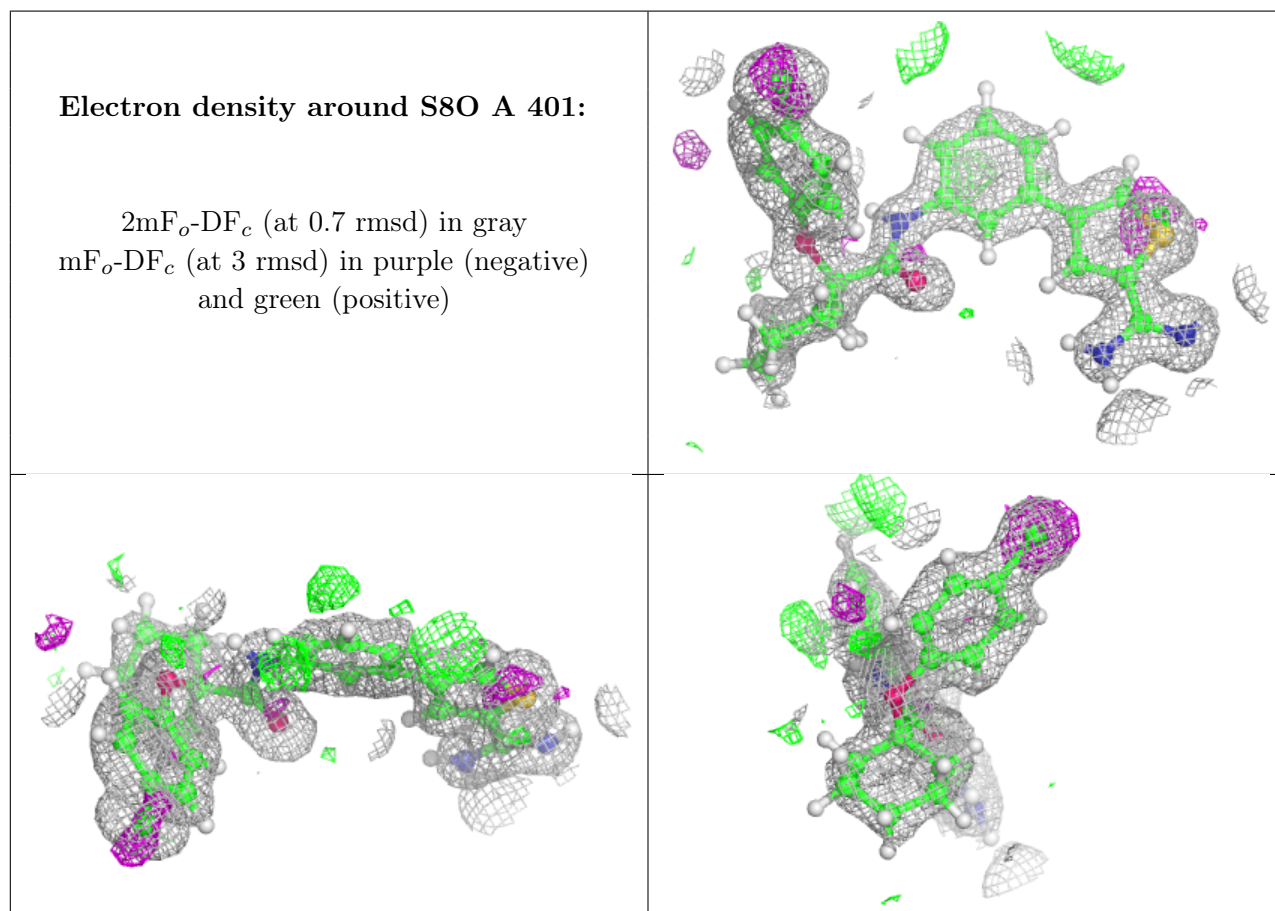 Electron density around S8O A 401:
2mFo-DFc (at 0.7 rmsd) in gray
mFo-DFc (at 3 rmsd) in purple (negative)
and green (positive)